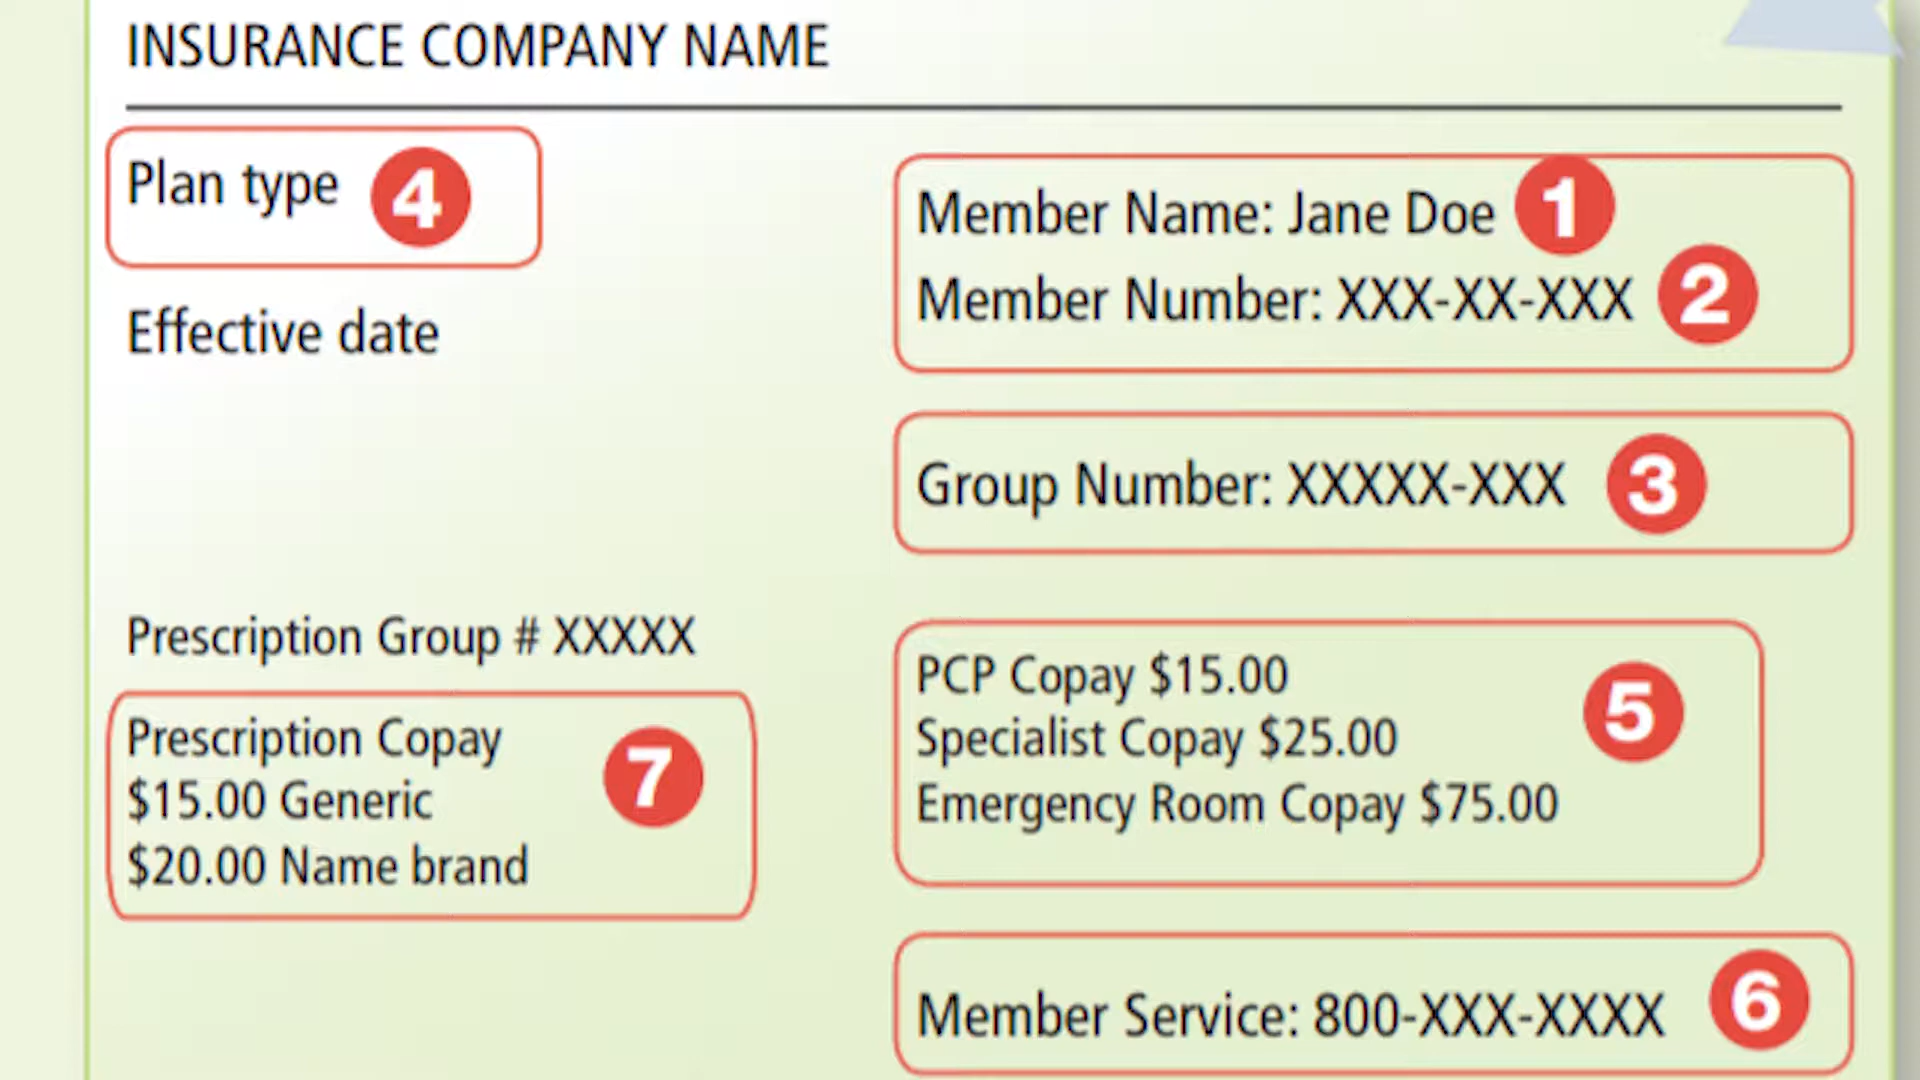 INSURANCE COMPANY NAME
Plan type 4
Effective date
Member Name: Jane Doe 1
Member Number: XXX-XX-XXX 2
Group Number: XXXXX-XXX 3
Prescription Group # XXXXX
Prescription Copay
$15.00 Generic
$20.00 Name brand
7
PCP Copay $15.00
Specialist Copay $25.00
Emergency Room Copay $75.00
5
Member Service: 800-XXX-XXXX 6